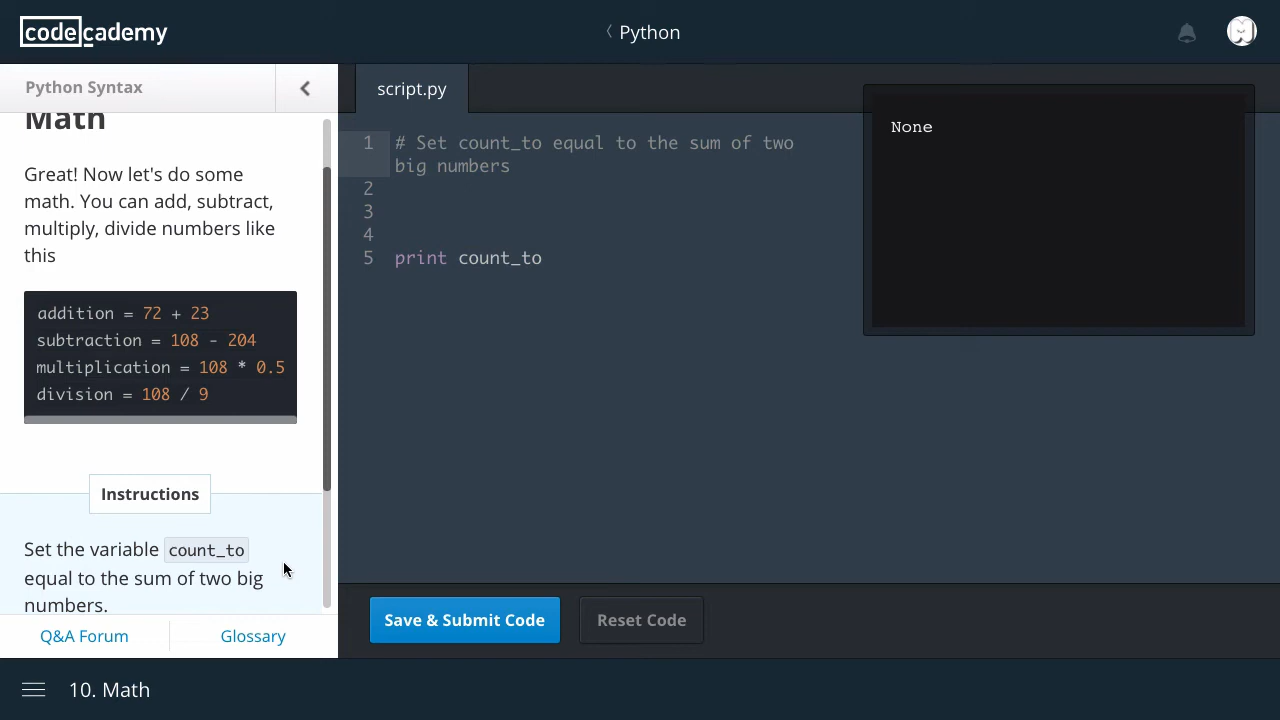 codecademy
Python
Python Syntax
script.py
Math
Great! Now let's do some
math. You can add, subtract,
multiply, divide numbers like
this
addition = 72 + 23
subtraction = 108 - 204
multiplication = 108 * 0.5
division = 108 / 9
Instructions
Set the variable count_to
equal to the sum of two big
numbers.
Q&A Forum
Glossary
1 # Set count_to equal to the sum of two
big numbers
2
3
4
5 print count_to
None
Save & Submit Code
Reset Code
10. Math